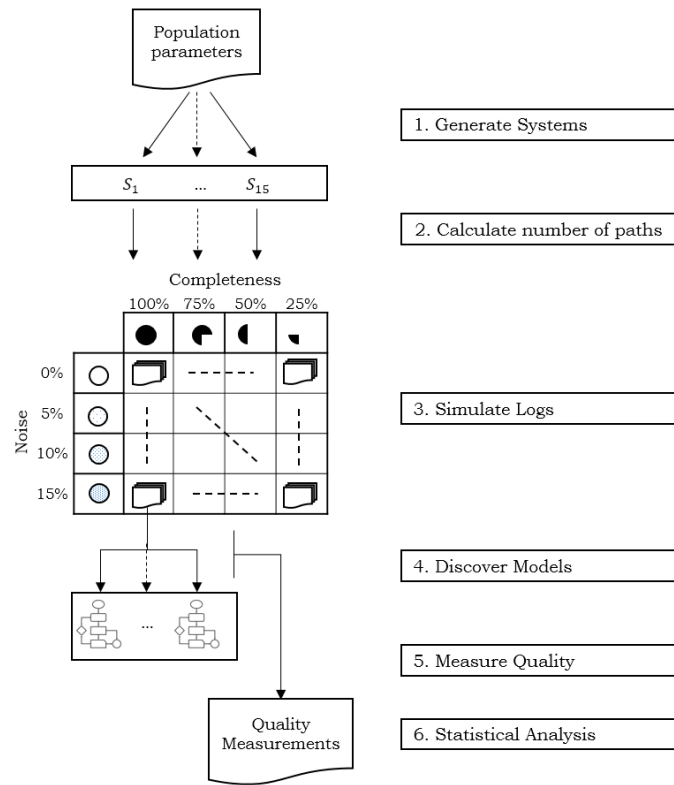 Population
parameters
1. Generate Systems
S₁ ... S₁₅
2. Calculate number of paths
Completeness
100% 75% 50% 25%
Noise
0%
5%
10%
15%
3. Simulate Logs
4. Discover Models
...
5. Measure Quality
Quality
Measurements
6. Statistical Analysis